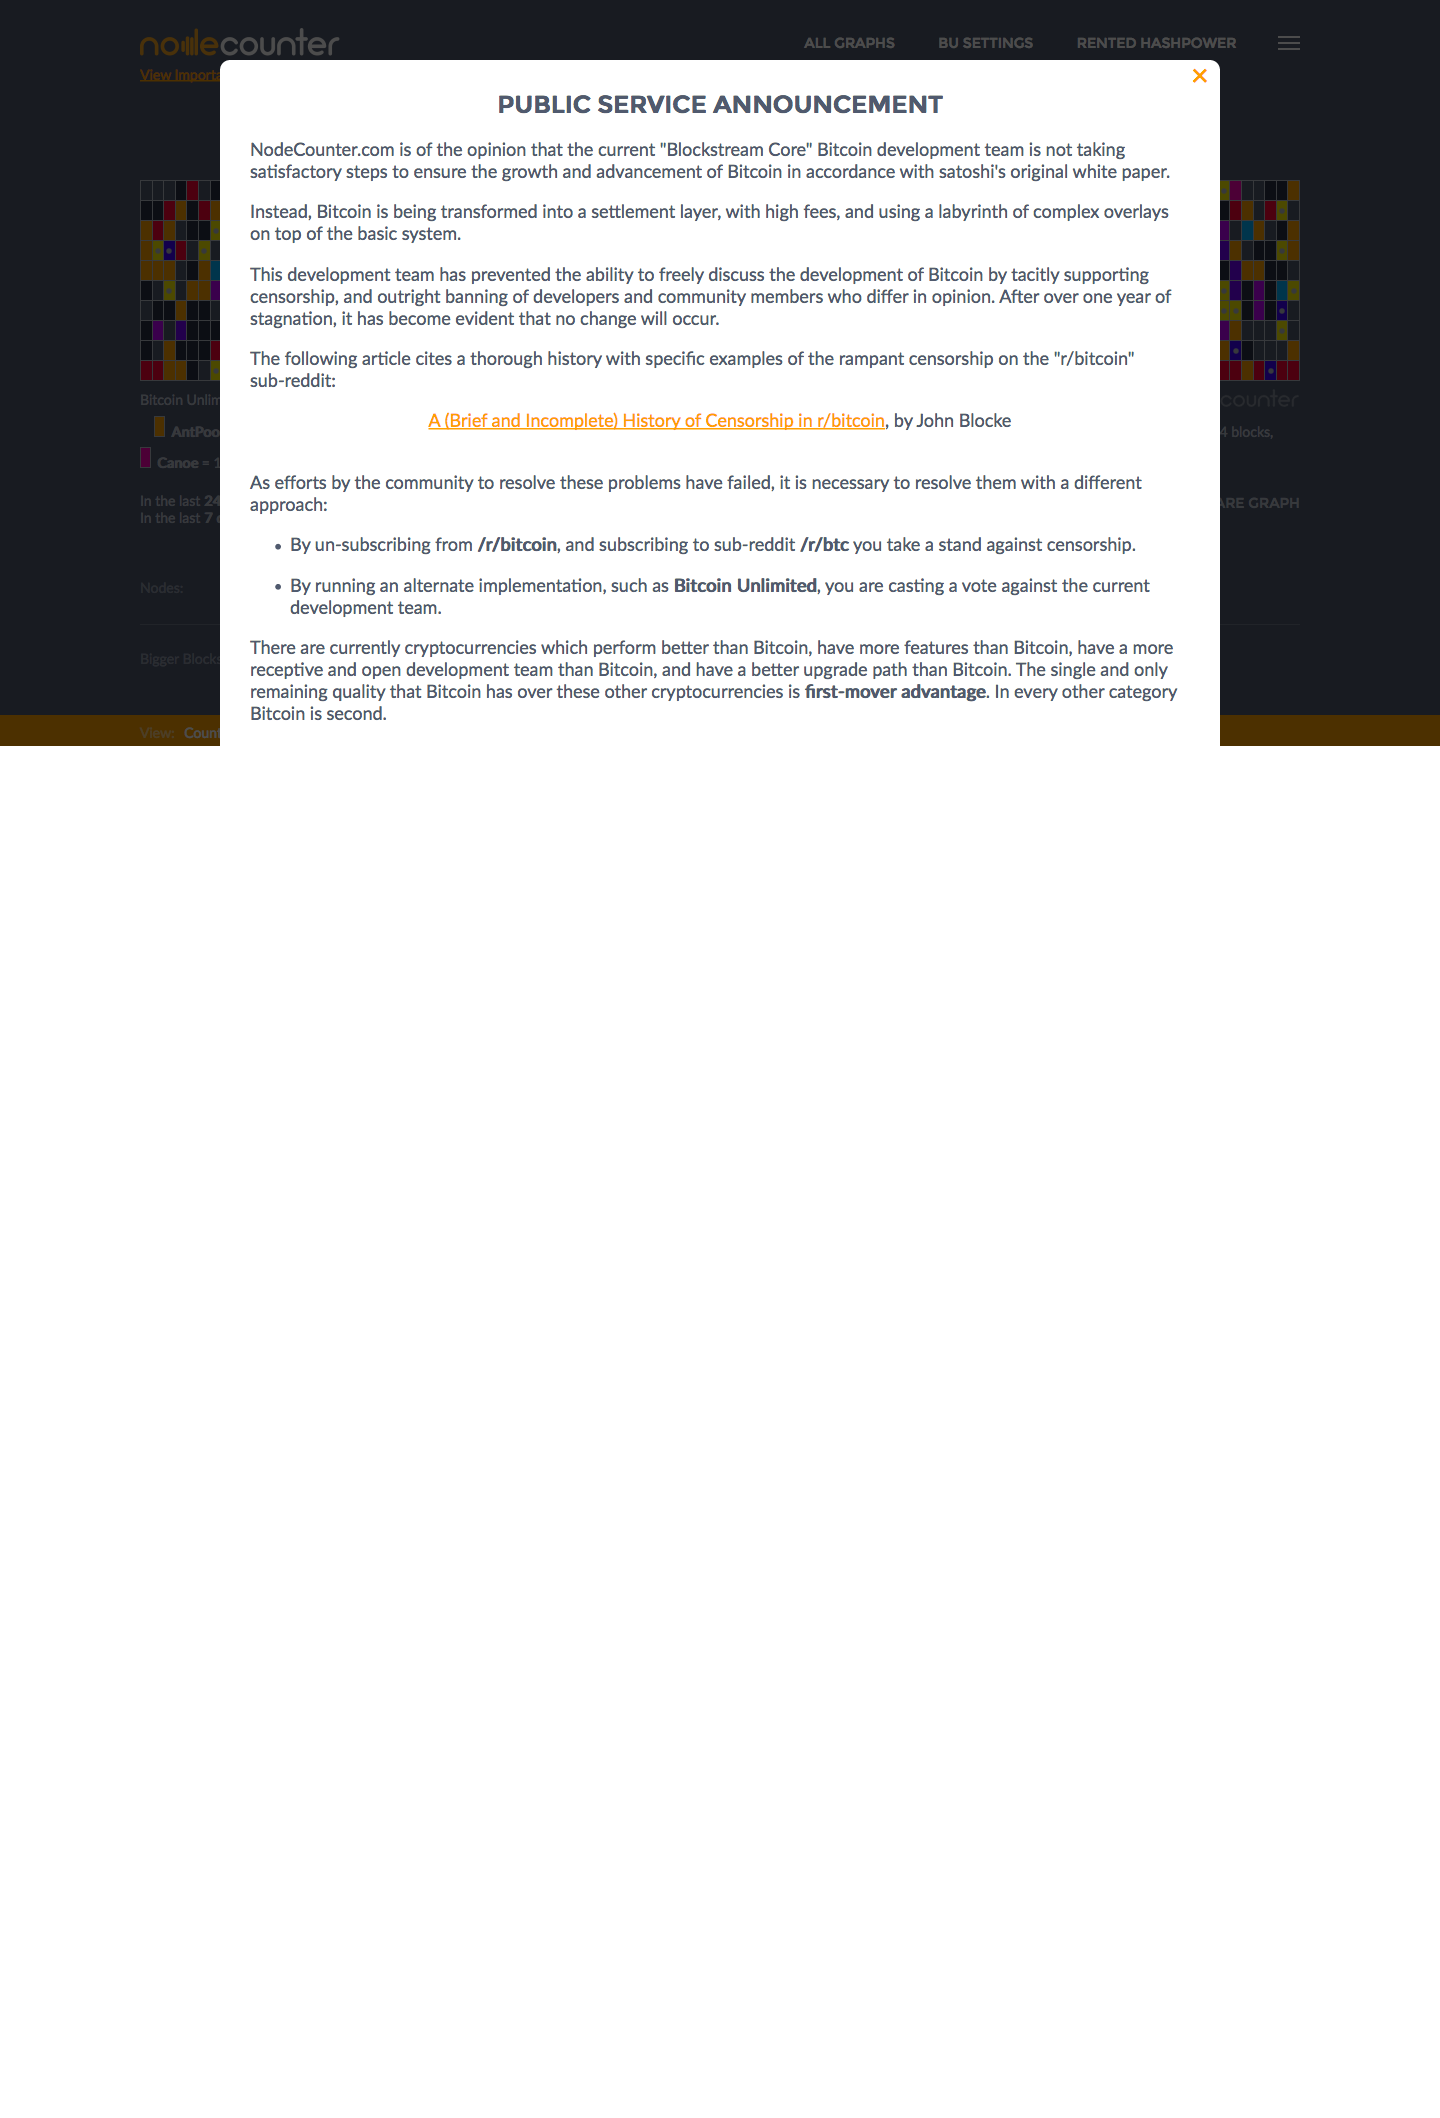 nodecounter
ALL GRAPHS BU SETTINGS RENTED HASHPOWER
View Importa
PUBLIC SERVICE ANNOUNCEMENT
NodeCounter.com is of the opinion that the current "Blockstream Core" Bitcoin development team is not taking
satisfactory steps to ensure the growth and advancement of Bitcoin in accordance with satoshi's original white paper.
Instead, Bitcoin is being transformed into a settlement layer, with high fees, and using a labyrinth of complex overlays
on top of the basic system.
This development team has prevented the ability to freely discuss the development of Bitcoin by tacitly supporting
censorship, and outright banning of developers and community members who differ in opinion. After over one year of
stagnation, it has become evident that no change will occur.
The following article cites a thorough history with specific examples of the rampant censorship on the "r/bitcoin"
sub-reddit:
A (Brief and Incomplete) History of Censorship in r/bitcoin, by John Blocke
As efforts by the community to resolve these problems have failed, it is necessary to resolve them with a different
approach:
• By un-subscribing from /r/bitcoin, and subscribing to sub-reddit /r/btc you take a stand against censorship.
• By running an alternate implementation, such as Bitcoin Unlimited, you are casting a vote against the current
development team.
There are currently cryptocurrencies which perform better than Bitcoin, have more features than Bitcoin, have a more
receptive and open development team than Bitcoin, and have a better upgrade path than Bitcoin. The single and only
remaining quality that Bitcoin has over these other cryptocurrencies is first-mover advantage. In every other category
Bitcoin is second.
Bitcoin Unlim
counter
AntPoo
4 blocks,
Canoe = 1
In the last 24
In the last 7
ARE GRAPH
Nodes:
Bigger Blocks
View: Coun